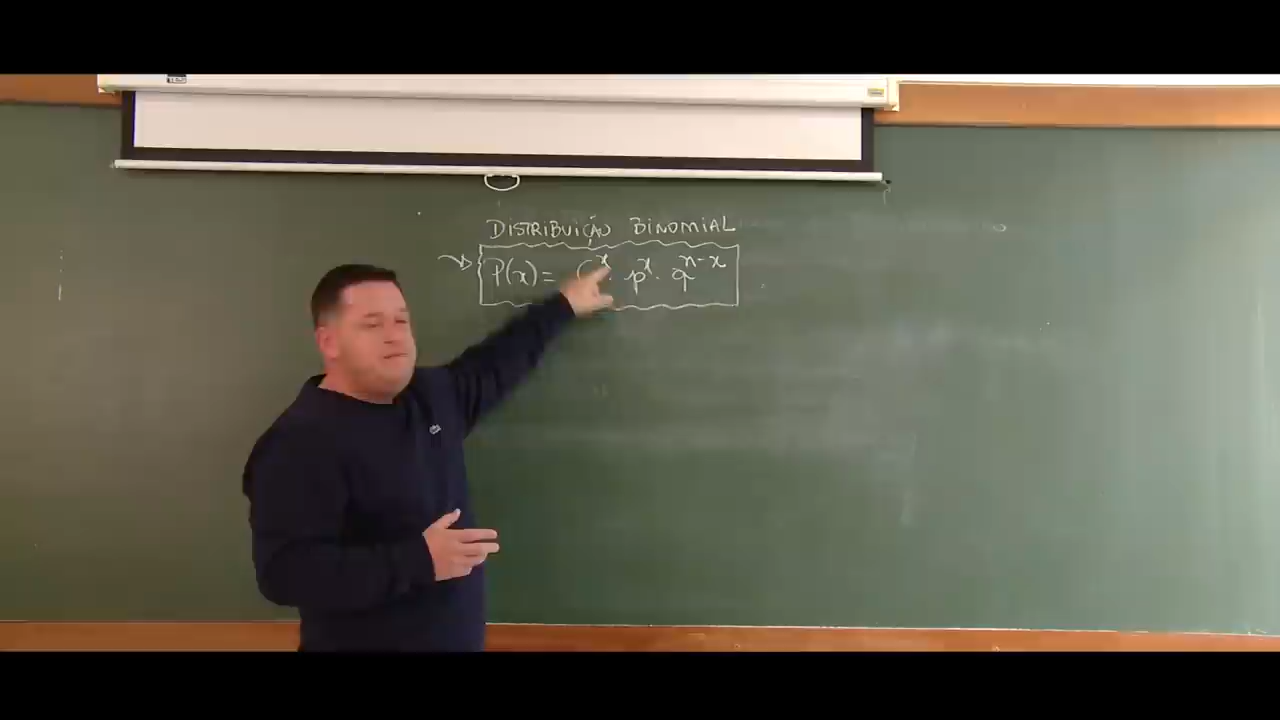 DISTRIBUIÇÃO BINOMIAL
P(x) = C^x · p^x · q^{n-x}